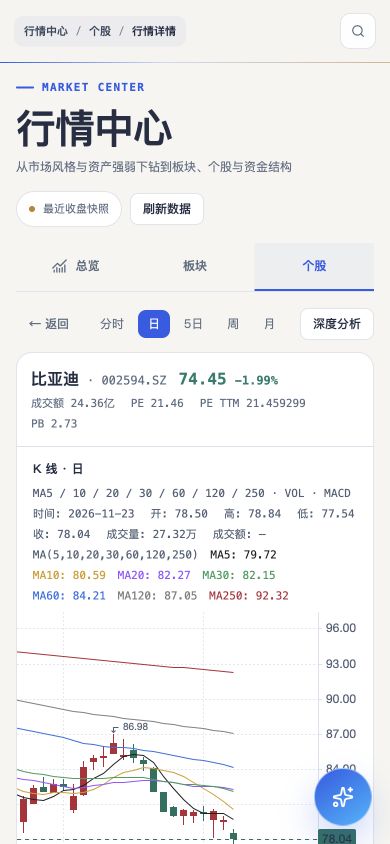 行情中心 / 个股 / 行情详情
MARKET CENTER
行情中心
从市场风格与资产强弱下钻到板块、个股与资金结构
最近收盘快照 刷新数据
总览 板块 个股
← 返回 分时 日 5日 周 月 深度分析
比亚迪 · 002594.SZ 74.45 -1.99%
成交额 24.36亿 PE 21.46 PE TTM 21.459299
PB 2.73
K 线 · 日
MA5 / 10 / 20 / 30 / 60 / 120 / 250 · VOL · MACD
时间: 2026-11-23 开: 78.50 高: 78.84 低: 77.54
收: 78.04 成交量: 27.32万 成交额: —
MA(5,10,20,30,60,120,250) MA5: 79.72
MA10: 80.59 MA20: 82.27 MA30: 82.15
MA60: 84.21 MA120: 87.05 MA250: 92.32
96.00
93.00
90.00
86.98
87.00
84.00
78.04